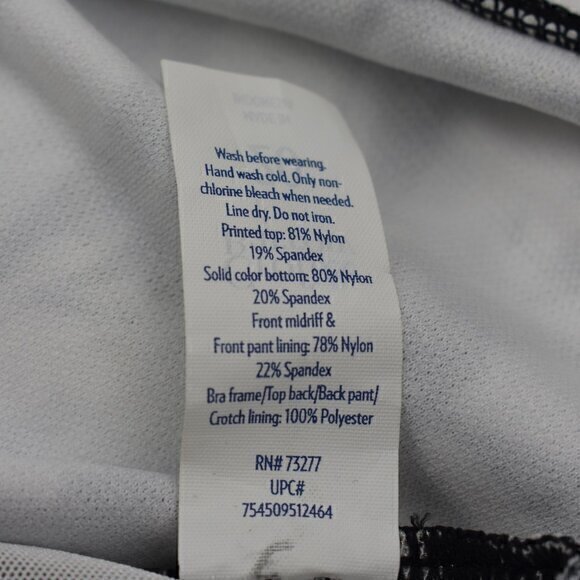 Wash before wearing.
Hand wash cold. Only non-
chlorine bleach when needed.
Line dry. Do not iron.
Printed top: 81% Nylon
19% Spandex
Solid color bottom: 80% Nylon
20% Spandex
Front midriff &
Front pant lining: 78% Nylon
22% Spandex
Bra frame/Top back/Back pant/
Crotch lining: 100% Polyester
RN# 73277
UPC#
754509512464